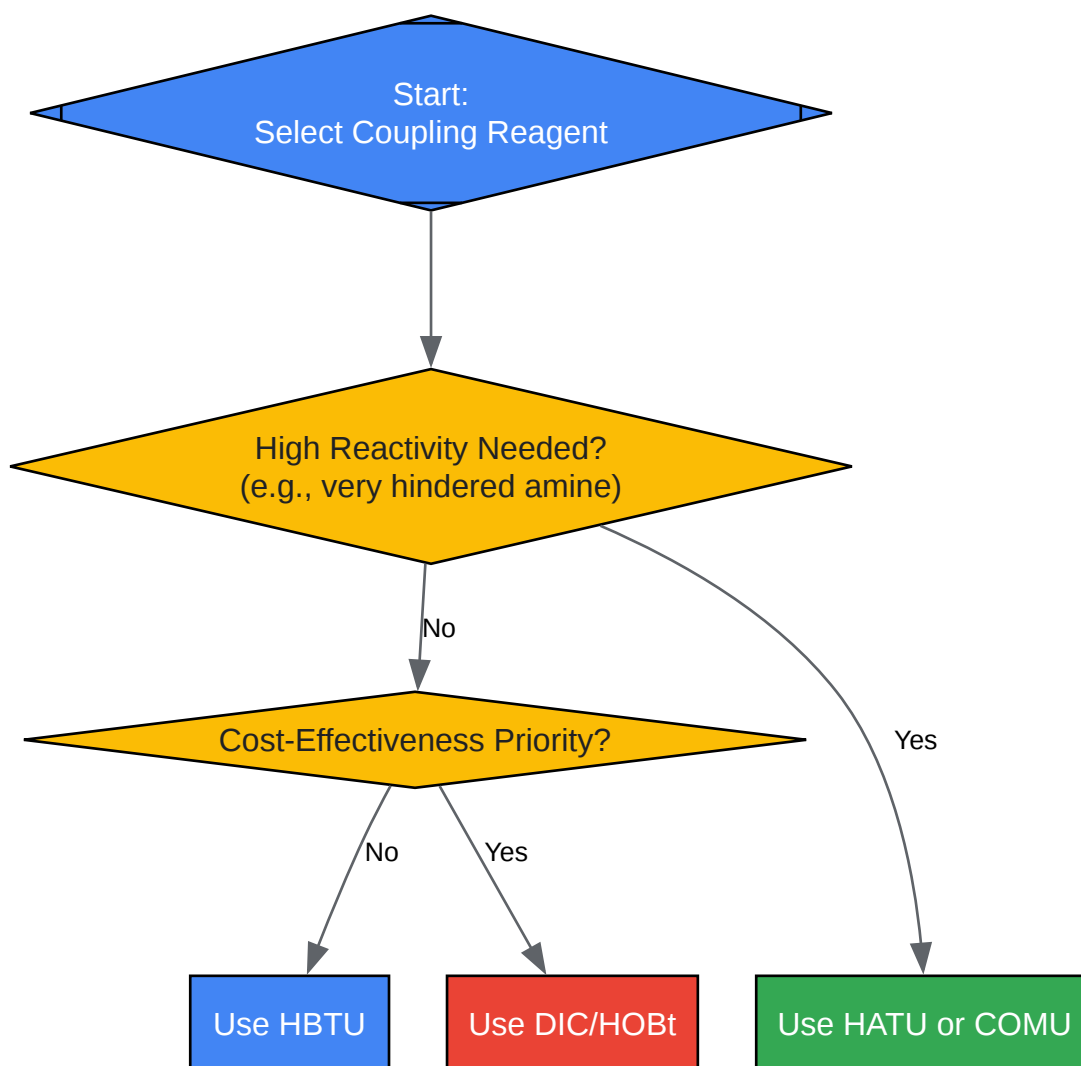 Start:
Select Coupling Reagent
High Reactivity Needed?
(e.g., very hindered amine)
No
Cost-Effectiveness Priority?
Yes
No
Yes
Use HBTU
Use DIC/HOBt
Use HATU or COMU